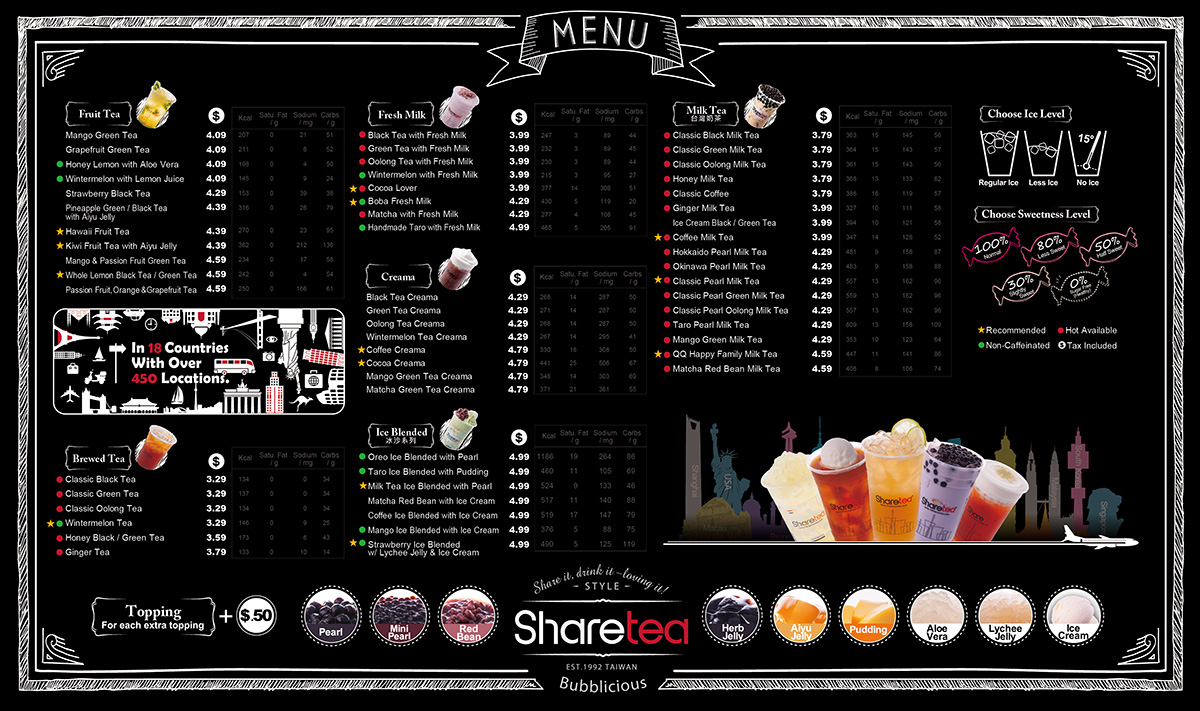 MENU
Fruit Tea
$
Kcal
Satu. Fat / g
Sodium / mg
Carbs / g
Mango Green Tea 4.09 207 0 21 51
Grapefruit Green Tea 4.09 211 0 6 52
Honey Lemon with Aloe Vera 4.09 198 0 4 50
Wintermelon with Lemon Juice 4.09 146 0 9 24
Strawberry Black Tea 4.29 153 0 39 38
Pineapple Green / Black Tea
with Aiyu Jelly 4.39 316 0 26 79
Hawaii Fruit Tea 4.39 270 0 23 95
Kiwi Fruit Tea with Aiyu Jelly 4.39 362 0 212 136
Mango & Passion Fruit Green Tea 4.59 234 0 17 58
Whole Lemon Black Tea / Green Tea 4.59 242 0 4 54
Passion Fruit,Orange &Grapefruit Tea 4.59 250 0 166 61
In 18 Countries
With Over
450 Locations.
Brewed Tea
$
Kcal
Satu. Fat / g
Sodium / mg
Carbs / g
Classic Black Tea 3.29 134 0 0 34
Classic Green Tea 3.29 137 0 0 34
Classic Oolong Tea 3.29 134 0 0 34
Wintermelon Tea 3.29 146 0 9 25
Honey Black / Green Tea 3.59 173 0 6 43
Ginger Tea 3.79 133 0 10 14
Fresh Milk
$
Kcal
Satu. Fat / g
Sodium / mg
Carbs / g
Black Tea with Fresh Milk 3.99 247 3 89 44
Green Tea with Fresh Milk 3.99 232 3 89 45
Oolong Tea with Fresh Milk 3.99 230 3 89 44
Wintermelon with Fresh Milk 3.99 215 3 95 27
Cocoa Lover 3.99 377 14 306 51
Boba Fresh Milk 4.29 430 5 119 20
Matcha with Fresh Milk 4.29 277 4 106 45
Handmade Taro with Fresh Milk 4.99 465 5 205 91
Creama
$
Kcal
Satu. Fat / g
Sodium / mg
Carbs / g
Black Tea Creama 4.29 268 14 287 50
Green Tea Creama 4.29 271 14 287 50
Oolong Tea Creama 4.29 268 14 287 50
Wintermelon Tea Creama 4.29 267 14 295 41
Coffee Creama 4.79 330 16 306 50
Cocoa Creama 4.79 441 25 506 67
Mango Green Tea Creama 4.79 344 14 303 69
Matcha Green Tea Creama 4.79 371 21 361 55
Ice Blended
冰沙系列
$
Kcal
Satu. Fat / g
Sodium / mg
Carbs / g
Oreo Ice Blended with Pearl 4.99 1166 19 264 86
Taro Ice Blended with Pudding 4.99 460 11 105 69
Milk Tea Ice Blended with Pearl 4.99 524 9 133 46
Matcha Red Bean with Ice Cream 4.99 517 11 140 88
Coffee Ice Blended with Ice Cream 4.99 519 17 147 79
Mango Ice Blended with Ice Cream 4.99 376 5 88 75
Strawberry Ice Blended
w/ Lychee Jelly & Ice Cream 4.99 490 5 125 119
Milk Tea
台灣奶茶
$
Kcal
Satu. Fat / g
Sodium / mg
Carbs / g
Classic Black Milk Tea 3.79 363 15 145 56
Classic Green Milk Tea 3.79 364 15 143 57
Classic Oolong Milk Tea 3.79 361 15 143 56
Honey Milk Tea 3.79 332 10 113 60
Classic Coffee 3.79 386 16 119 57
Ginger Milk Tea 3.99 327 10 111 58
Ice Cream Black / Green Tea 3.99
Coffee Milk Tea 3.99 347 14 128 52
Hokkaido Pearl Milk Tea 4.29 483 9 158 88
Okinawa Pearl Milk Tea 4.29 481 9 156 87
Classic Pearl Milk Tea 4.29 557 13 162 96
Classic Pearl Green Milk Tea 4.29 559 13 162 96
Classic Pearl Oolong Milk Tea 4.29 557 13 162 96
Taro Pearl Milk Tea 4.29 609 13 158 109
Mango Green Milk Tea 4.29 353 10 123 64
QQ Happy Family Milk Tea 4.59 447 11 141 68
Matcha Red Bean Milk Tea 4.59 406 8 106 74
Choose Ice Level
15°
Regular Ice
Less Ice
No Ice
Choose Sweetness Level
100%
Normal
80%
Less Sweet
50%
Half Sweet
30%
Slightly Sweet
0%
Sugar Free
Recommended
Hot Available
Non-Caffeinated
$ Tax Included
Shanghai
USA
Malaysia
Singapore
Sharetea
Sharetea
Share
Sharetea
Topping
For each extra topping
+ $.50
Pearl
Mini Pearl
Red Bean
Share it, drink it – loving it!
- STYLE -
Sharetea
EST.1992 TAIWAN
Bubblicious
Herb Jelly
Aiyu Jelly
Pudding
Aloe Vera
Lychee Jelly
Ice Cream